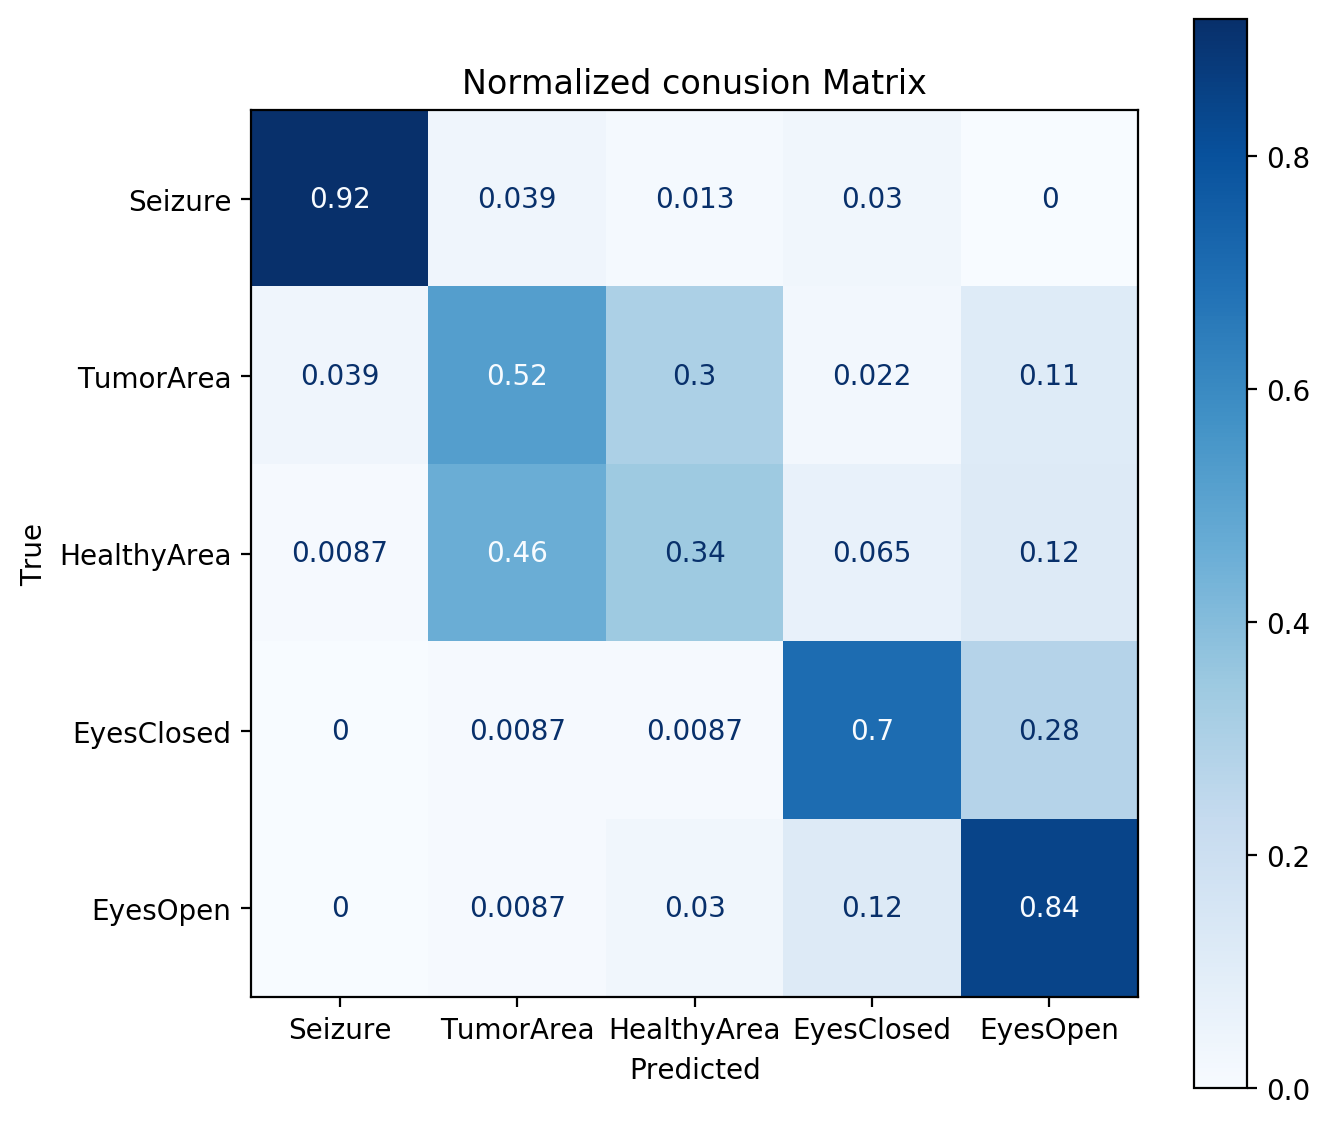 Normalized conusion Matrix
True
Seizure 0.92 0.039 0.013 0.03 0
TumorArea 0.039 0.52 0.3 0.022 0.11
HealthyArea 0.0087 0.46 0.34 0.065 0.12
EyesClosed 0 0.0087 0.0087 0.7 0.28
EyesOpen 0 0.0087 0.03 0.12 0.84
Seizure TumorArea HealthyArea EyesClosed EyesOpen
Predicted
0.8
0.6
0.4
0.2
0.0